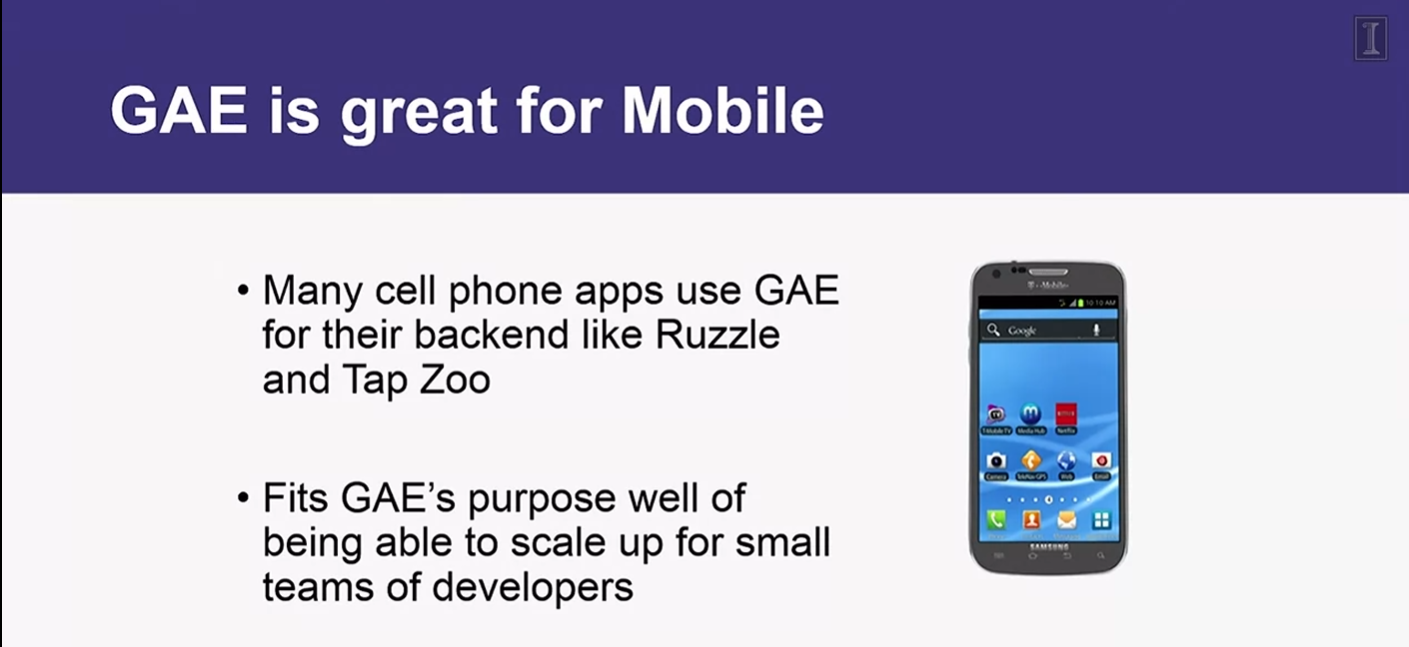 GAE is great for Mobile
• Many cell phone apps use GAE
for their backend like Ruzzle
and Tap Zoo
• Fits GAE’s purpose well of
being able to scale up for small
teams of developers
T-Mobile
10:10 AM
Google
T-Mobile TV Media Hub Netflix
Camera TeleNav GPS Web Email
SAMSUNG